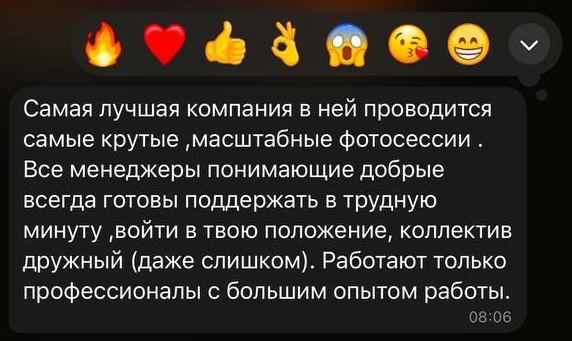 Самая лучшая компания в ней проводится
самые крутые ,масштабные фотосессии .
Все менеджеры понимающие добрые
всегда готовы поддержать в трудную
минуту ,войти в твою положение, коллектив
дружный (даже слишком). Работают только
профессионалы с большим опытом работы.
08:06